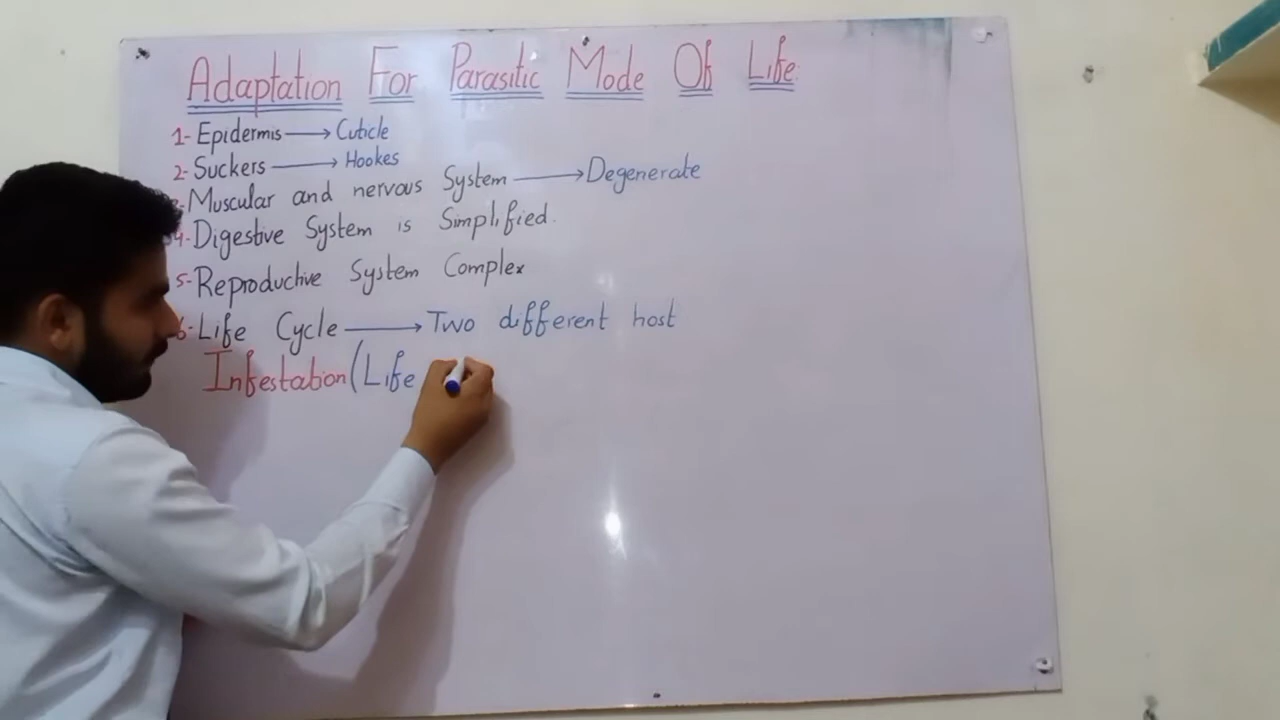 Adaptation For Parasitic Mode Of Life:
1- Epidermis → Cuticle
2- Suckers → Hookes
3- Muscular and nervous System → Degenerate
4- Digestive System is Simplified.
5- Reproductive System Complex
6- Life Cycle → Two different host
Infestation (Life